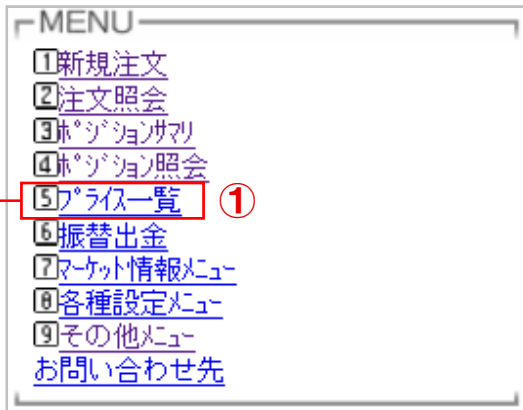 MENU
1新規注文
2注文照会
3ﾎﾟｼﾞｼｮﾝｻﾏﾘ
4ﾎﾟｼﾞｼｮﾝ照会
5ﾌﾟﾗｲｽ一覧 ①
6振替出金
7ﾏｰｹｯﾄ情報ﾒﾆｭｰ
8各種設定ﾒﾆｭｰ
9その他ﾒﾆｭｰ
お問い合わせ先